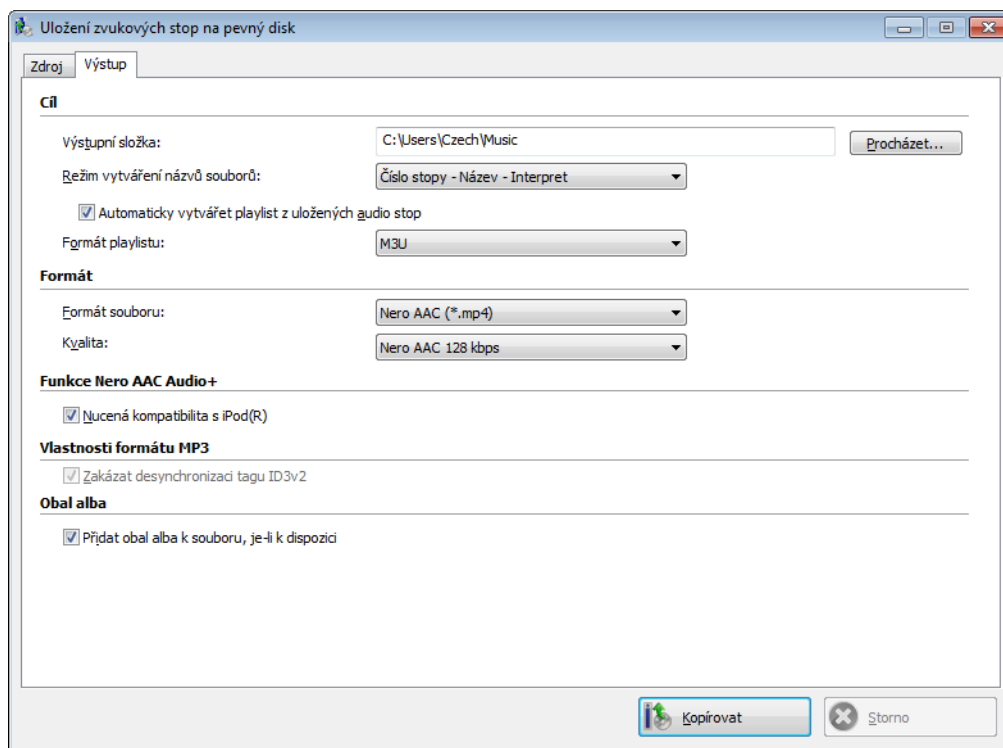 Uložení zvukových stop na pevný disk
Zdroj Výstup
Cíl
Výstupní složka: C:\Users\Czech\Music Procházet...
Režim vytváření názvů souborů: Číslo stopy - Název - Interpret
Automaticky vytvářet playlist z uložených audio stop
Formát playlistu: M3U
Formát
Formát souboru: Nero AAC (*.mp4)
Kvalita: Nero AAC 128 kbps
Funkce Nero AAC Audio+
Nucená kompatibilita s iPod(R)
Vlastnosti formátu MP3
Zakázat desynchronizaci tagu ID3v2
Obal alba
Přidat obal alba k souboru, je-li k dispozici
Kopírovat Storno